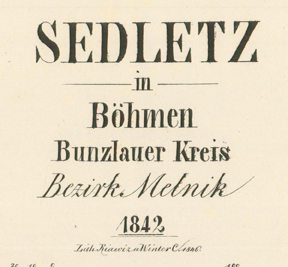 SEDLETZ
in
Böhmen
Bunzlauer Kreis
Bezirk Melnik
1842